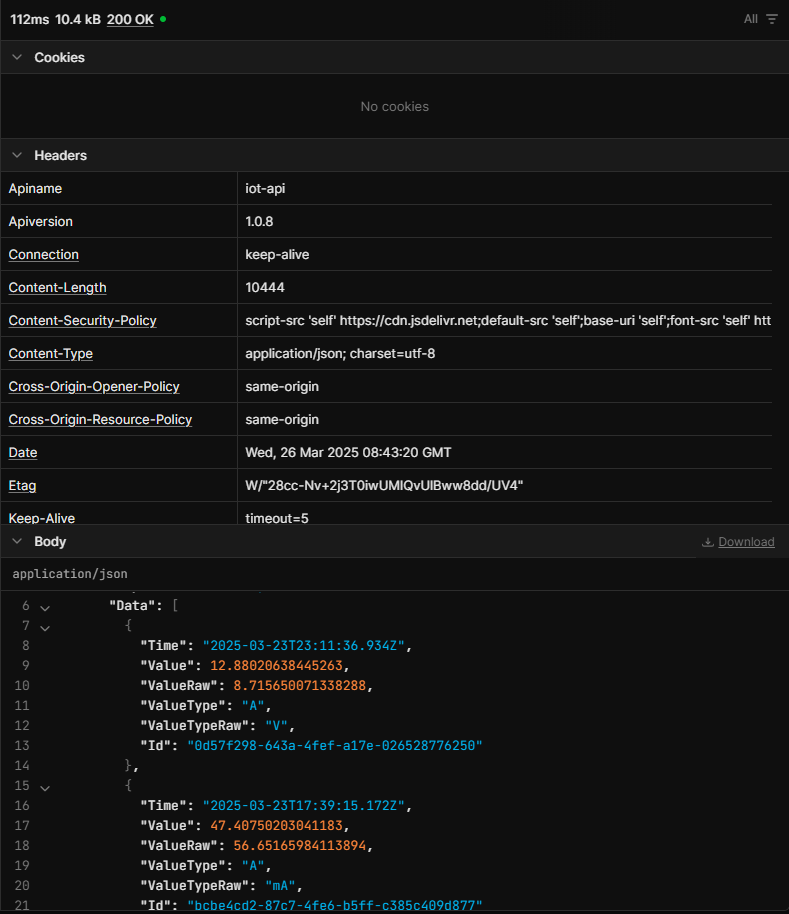 112ms 10.4 kB 200 OK All
Cookies
No cookies
Headers
Apiname iot-api
Apiversion 1.0.8
Connection keep-alive
Content-Length 10444
Content-Security-Policy script-src 'self' https://cdn.jsdelivr.net;default-src 'self';base-uri 'self';font-src 'self' htt
Content-Type application/json; charset=utf-8
Cross-Origin-Opener-Policy same-origin
Cross-Origin-Resource-Policy same-origin
Date Wed, 26 Mar 2025 08:43:20 GMT
Etag W/"28cc-Nv+2j3T0iwUMIQvUIBww8dd/UV4"
Keep-Alive timeout=5
Body Download
application/json
6 "Data": [
7 {
8 "Time": "2025-03-23T23:11:36.934Z",
9 "Value": 12.88020638445263,
10 "ValueRaw": 8.715650071338288,
11 "ValueType": "A",
12 "ValueTypeRaw": "V",
13 "Id": "0d57f298-643a-4fef-a17e-026528776250"
14 },
15 {
16 "Time": "2025-03-23T17:39:15.172Z",
17 "Value": 47.40750203041183,
18 "ValueRaw": 56.65165984113894,
19 "ValueType": "A",
20 "ValueTypeRaw": "mA",
21 "Id": "bcbe4cd2-87c7-4fe6-b5ff-c385c409d877"